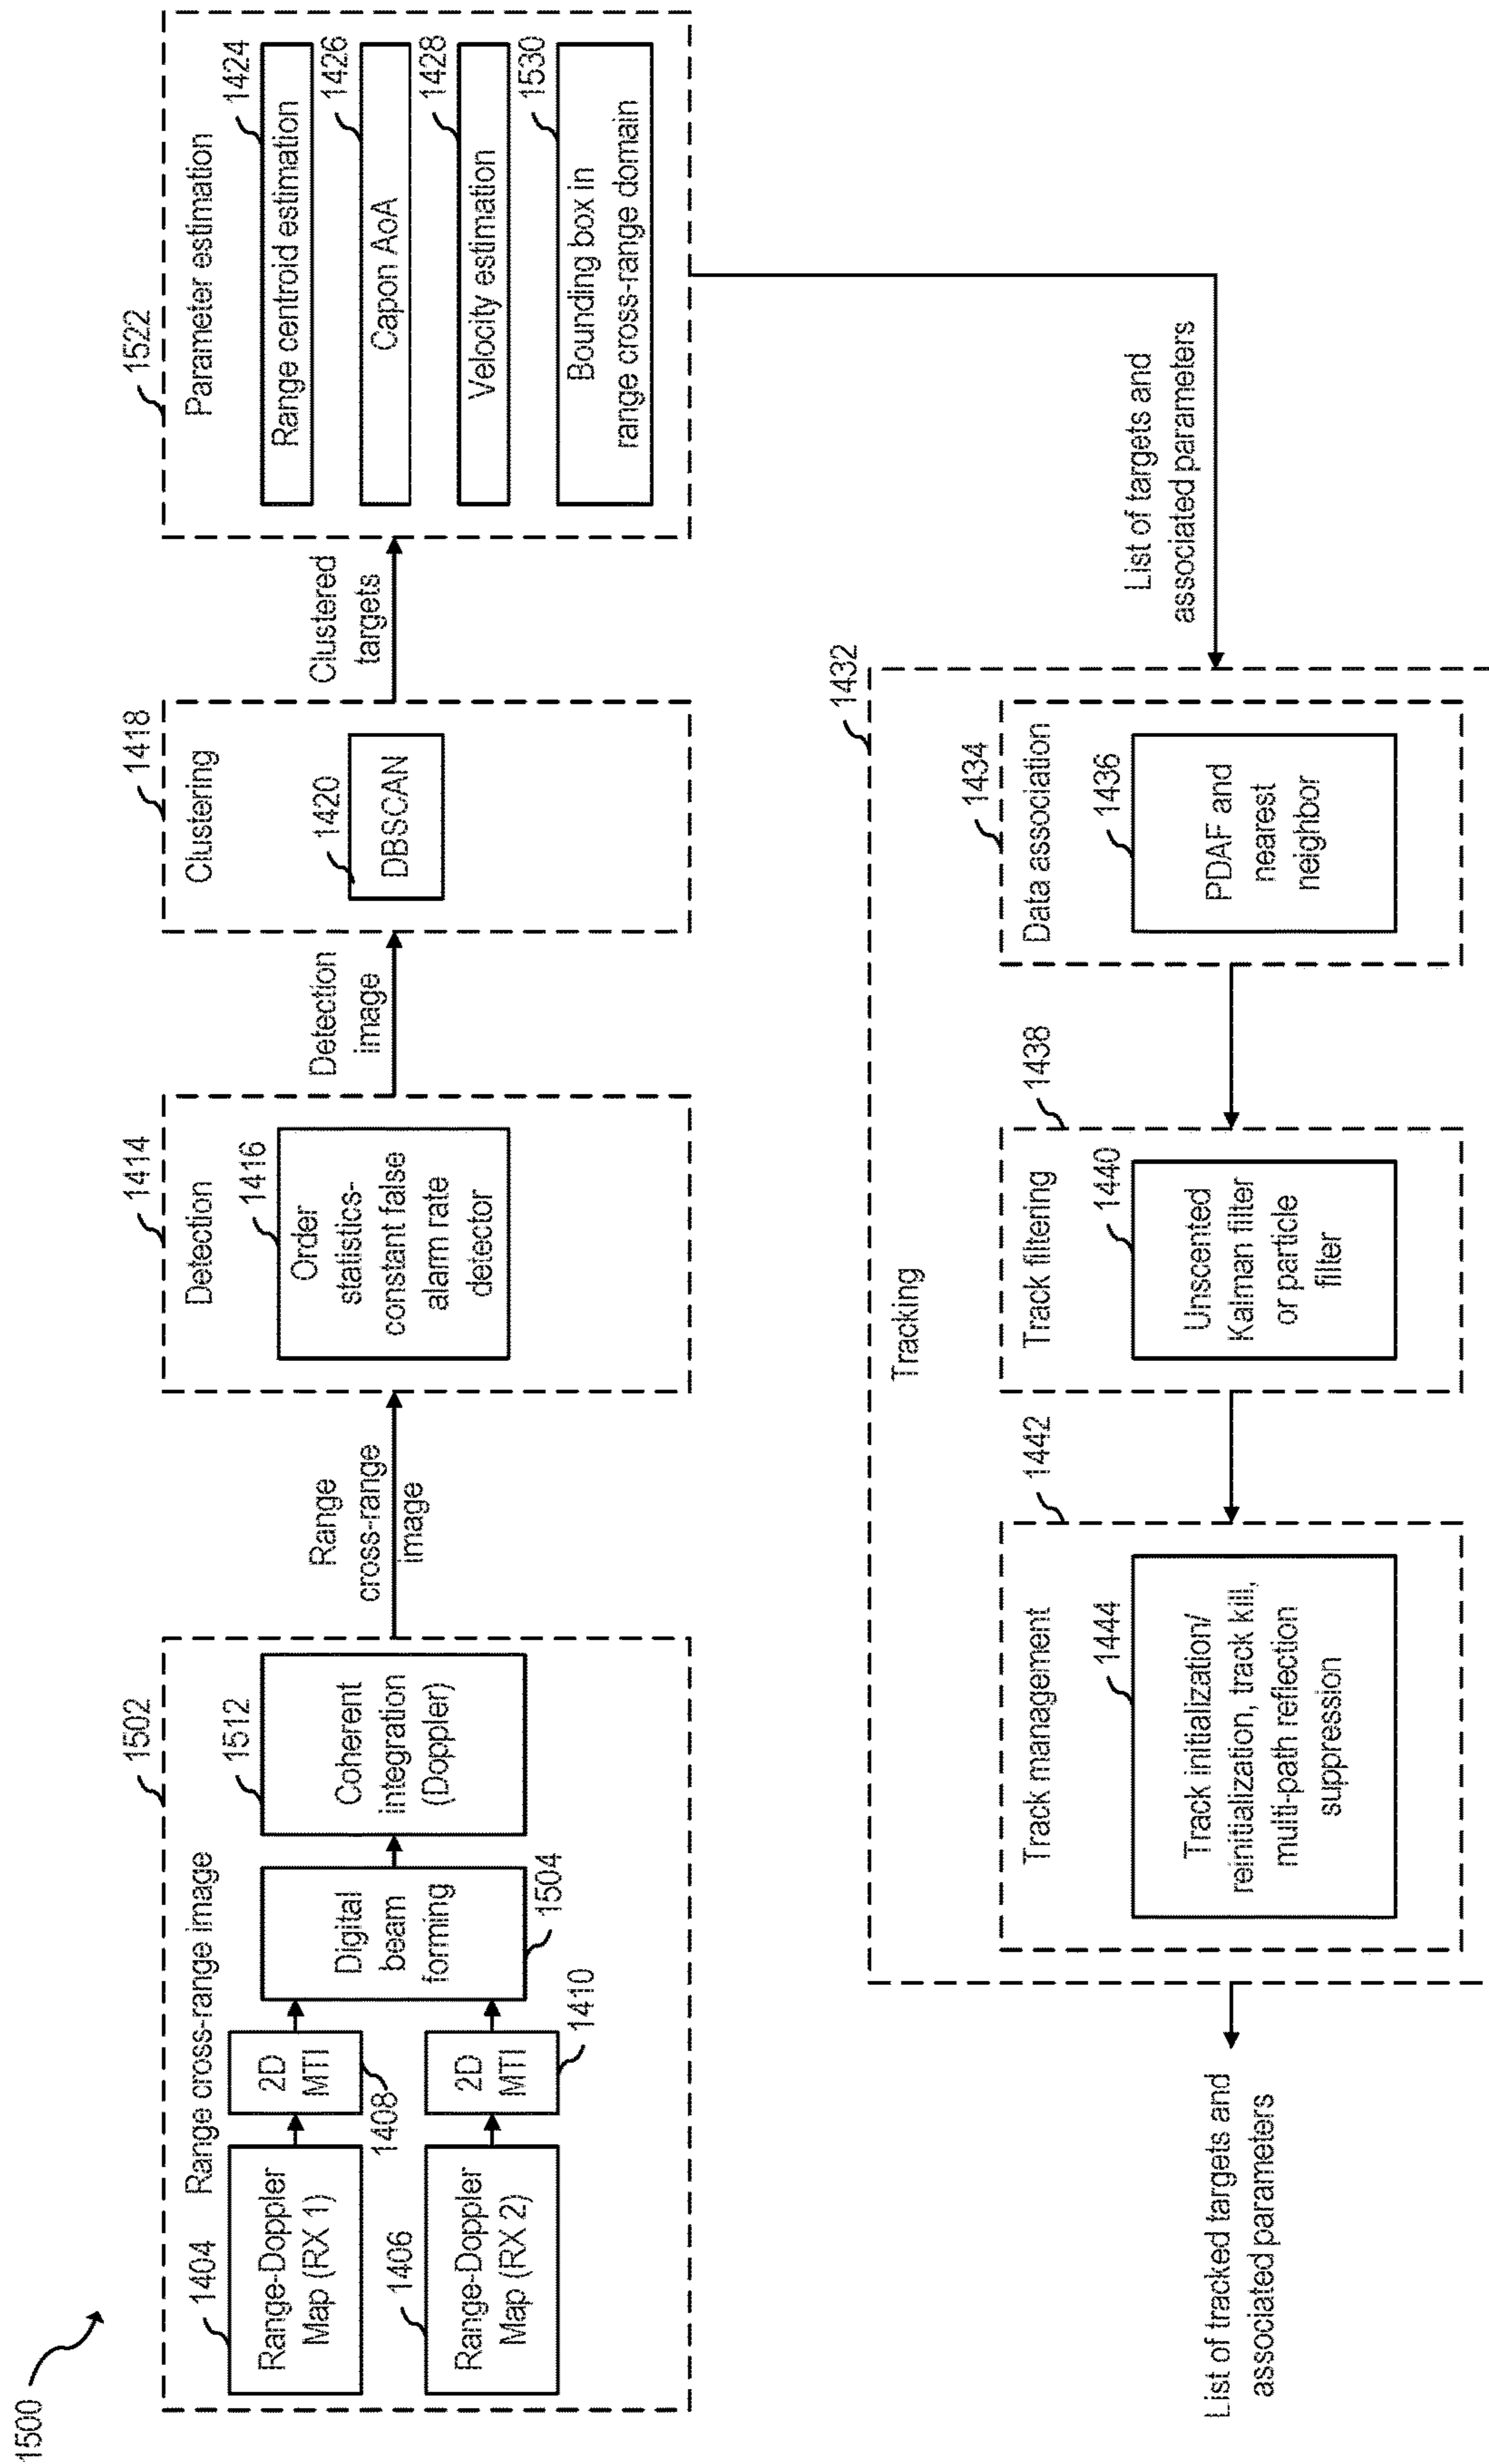 1500
1502
Range cross-range image
1404
Range-Doppler
Map (RX 1)
2D
MTI
1408
1406
Range-Doppler
Map (RX 2)
2D
MTI
1410
Digital
beam
forming
1504
1512
Coherent
integration
(Doppler)
Range
cross-range
image
1414
Detection
1416
Order
statistics-
constant false
alarm rate
detector
Detection
image
1418
Clustering
1420
DBSCAN
Clustered
targets
1522
Parameter estimation
1424
Range centroid estimation
1426
Capon AoA
1428
Velocity estimation
1530
Bounding box in
range cross-range domain
List of targets and
associated parameters
1432
Tracking
1434
Data association
1436
PDAF and
nearest
neighbor
1438
Track filtering
1440
Unscented
Kalman filter
or particle
filter
1442
Track management
1444
Track initialization/
reinitialization, track kill,
multi-path reflection
suppression
List of tracked targets and
associated parameters